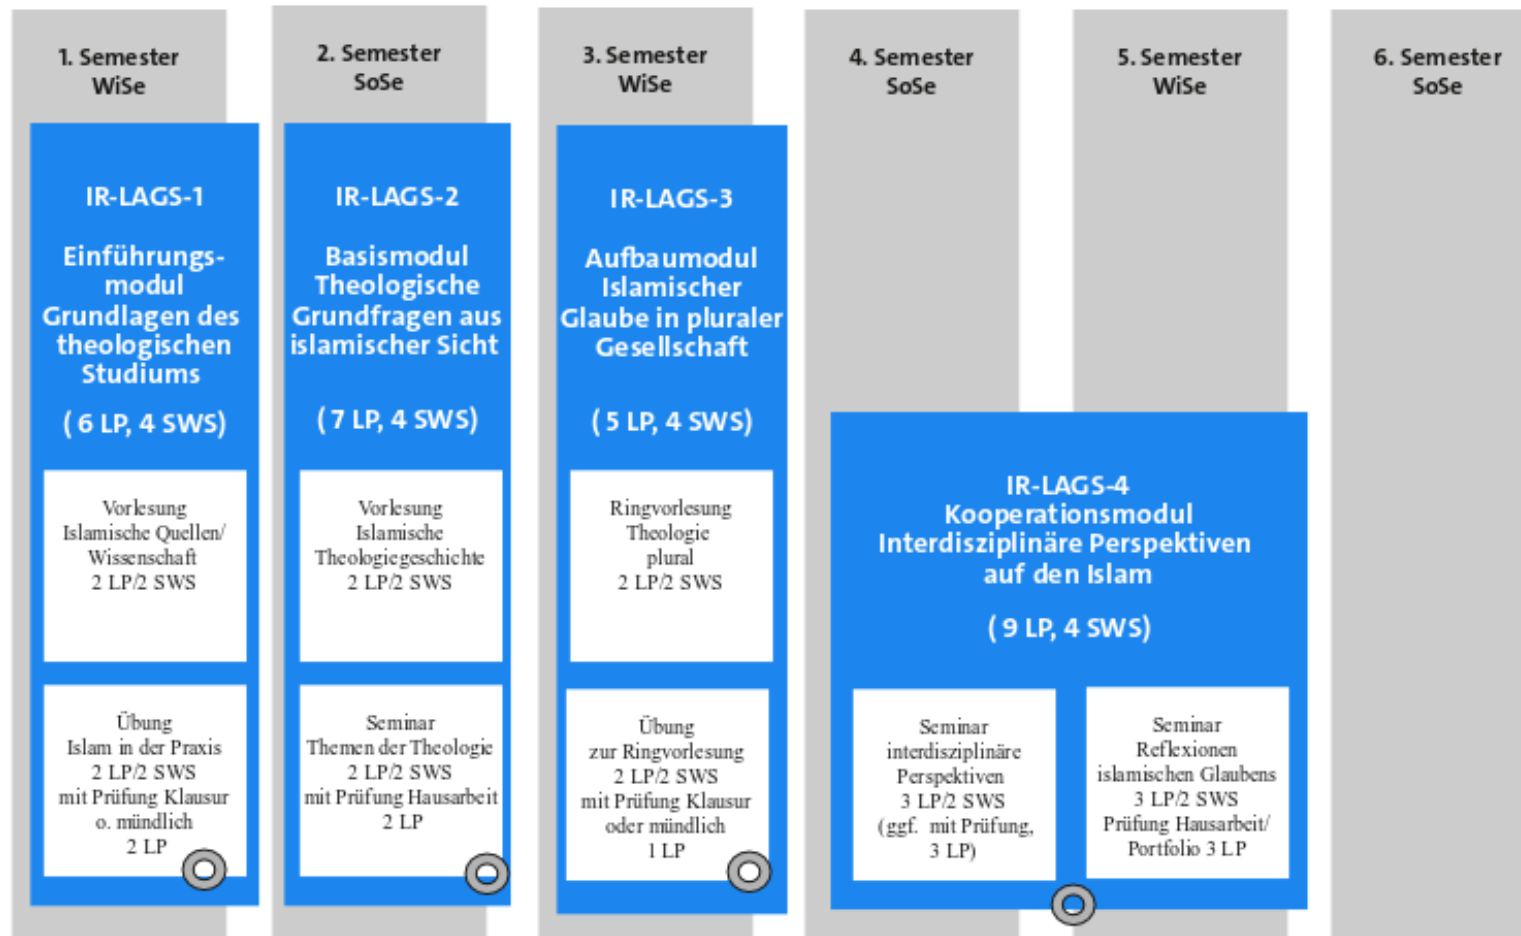 1. Semester
WiSe
2. Semester
SoSe
3. Semester
WiSe
4. Semester
SoSe
5. Semester
WiSe
6. Semester
SoSe
IR-LAGS-1
Einführungs-
modul
Grundlagen des
theologischen
Studiums
( 6 LP, 4 SWS)
Vorlesung
Islamische Quellen/
Wissenschaft
2 LP/2 SWS
Übung
Islam in der Praxis
2 LP/2 SWS
mit Prüfung Klausur
o. mündlich
2 LP
IR-LAGS-2
Basismodul
Theologische
Grundfragen aus
islamischer Sicht
(7 LP, 4 SWS)
Vorlesung
Islamische
Theologiegeschichte
2 LP/2 SWS
Seminar
Themen der Theologie
2 LP/2 SWS
mit Prüfung Hausarbeit
2 LP
IR-LAGS-3
Aufbaumodul
Islamischer
Glaube in pluraler
Gesellschaft
( 5 LP, 4 SWS)
Ringvorlesung
Theologie
plural
2 LP/2 SWS
Übung
zur Ringvorlesung
2 LP/2 SWS
mit Prüfung Klausur
oder mündlich
1 LP
IR-LAGS-4
Kooperationsmodul
Interdisziplinäre Perspektiven
auf den Islam
( 9 LP, 4 SWS)
Seminar
interdisziplinäre
Perspektiven
3 LP/2 SWS
(ggf. mit Prüfung,
3 LP)
Seminar
Reflexionen
islamischen Glaubens
3 LP/2 SWS
Prüfung Hausarbeit/
Portfolio 3 LP